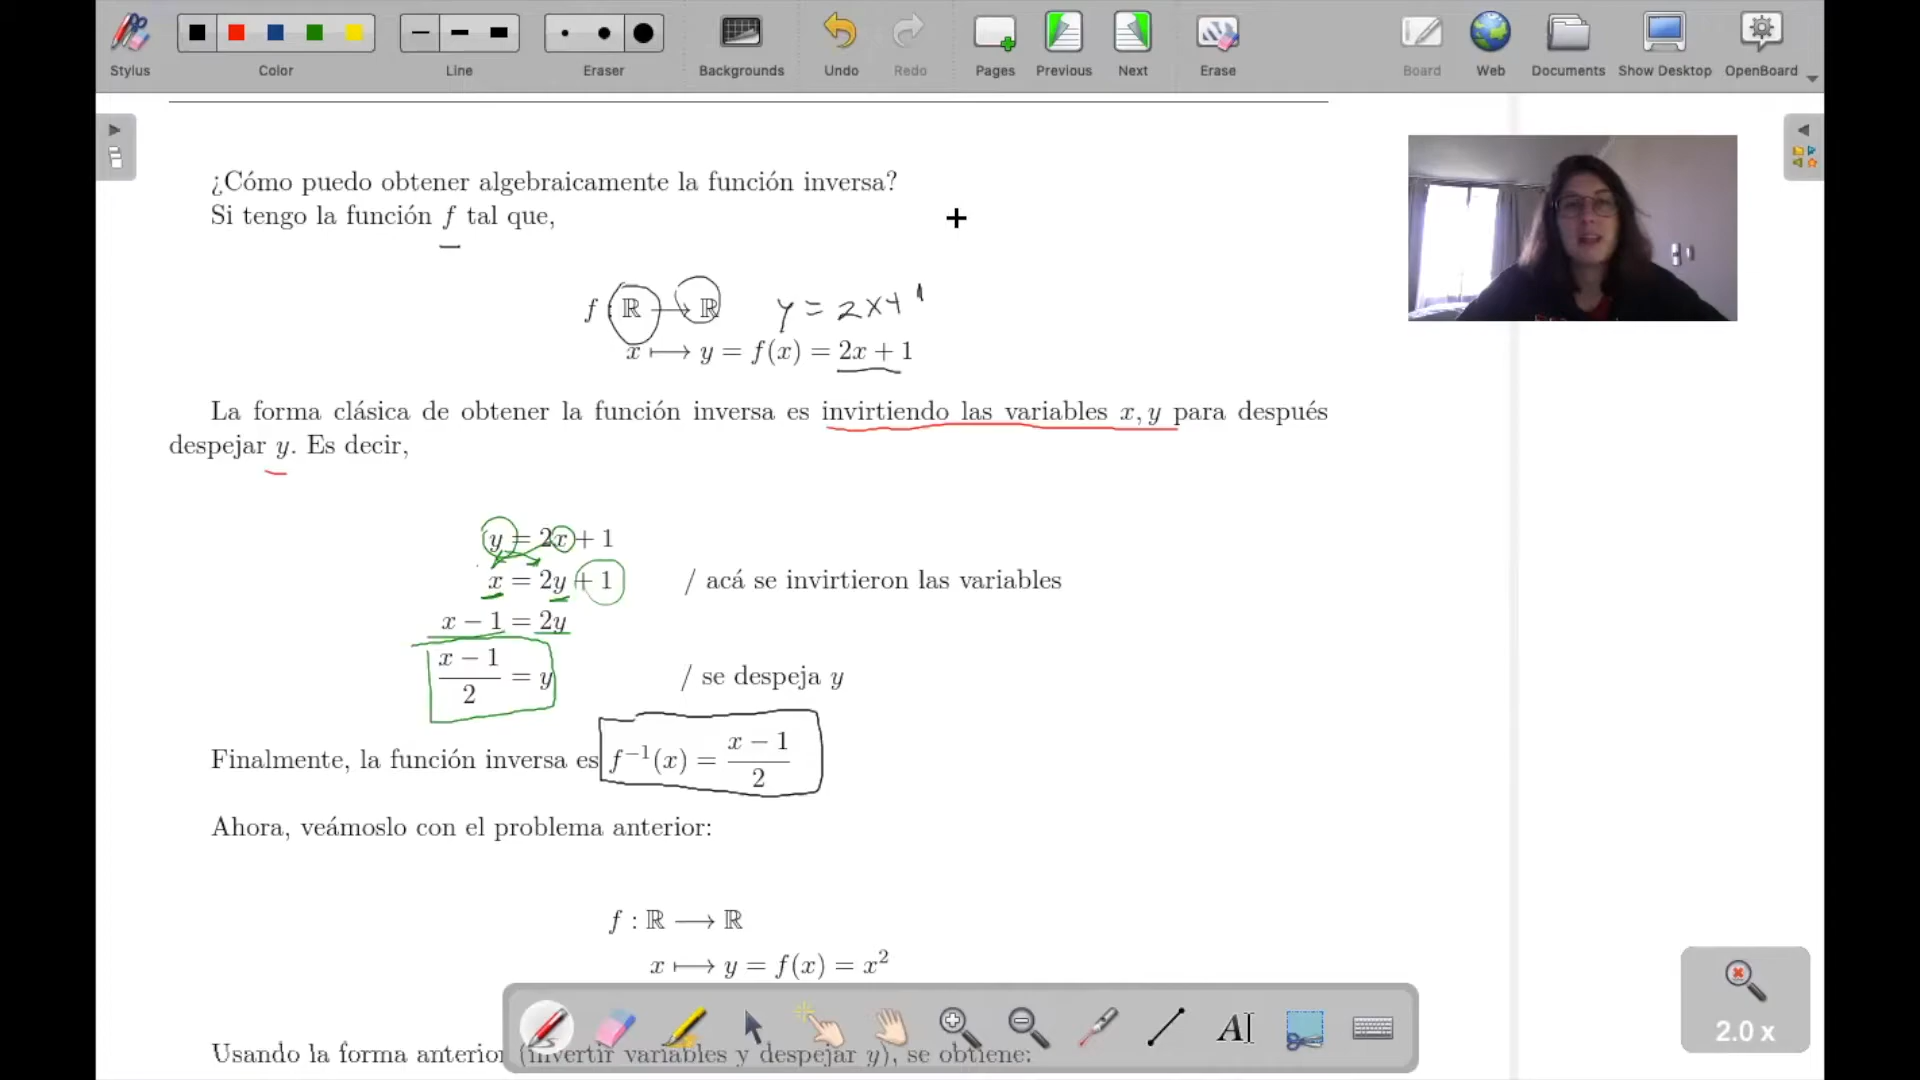 Stylus Color Line Eraser Backgrounds Undo Redo Pages Previous Next Erase Board Web Documents Show Desktop OpenBoard
¿Cómo puedo obtener algebraicamente la función inversa?
Si tengo la función f tal que,
f : ℝ ⟶ ℝ y = 2x+1
x ⟼ y = f(x) = 2x + 1
La forma clásica de obtener la función inversa es invirtiendo las variables x, y para después
despejar y. Es decir,
y = 2x + 1
x = 2y + 1 / acá se invirtieron las variables
x − 1 = 2y
(x − 1)/2 = y / se despeja y
Finalmente, la función inversa es f⁻¹(x) = (x − 1)/2
Ahora, veámoslo con el problema anterior:
f : ℝ ⟶ ℝ
x ⟼ y = f(x) = x²
Usando la forma anterior (invertir variables y despejar y), se obtiene:
2.0 x